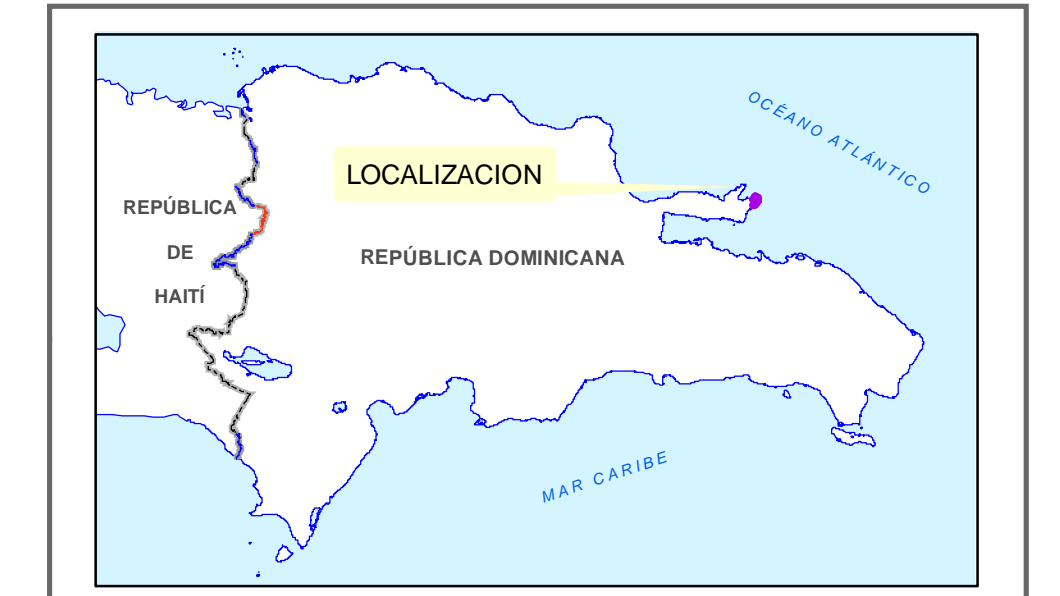 OCÉANO ATLÁNTICO
LOCALIZACION
REPÚBLICA
DE
HAITÍ
REPÚBLICA DOMINICANA
MAR CARIBE